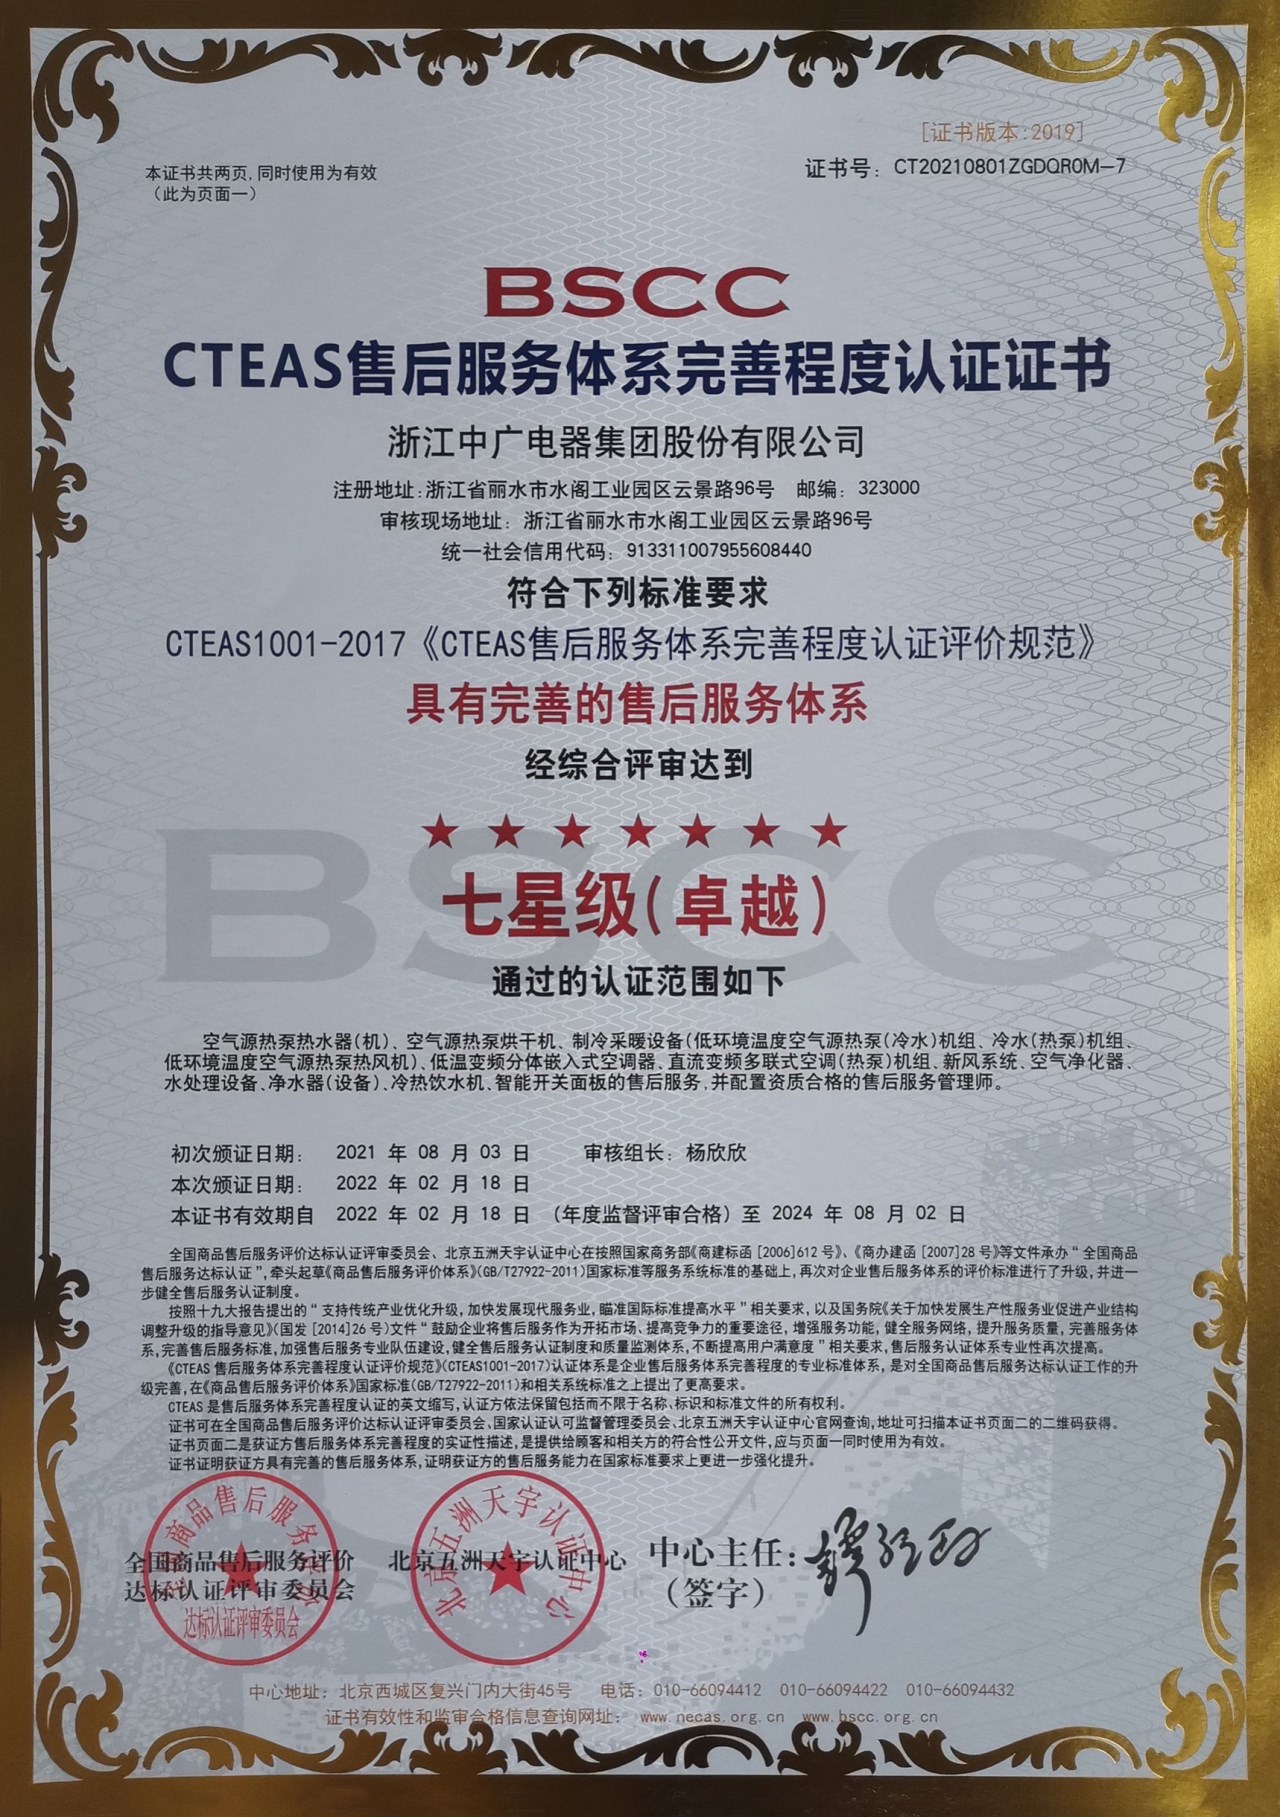 [证书版本:2019]
本证书共两页,同时使用为有效
（此为页面一）
证书号: CT20210801ZGDQR0M-7
BSCC
CTEAS售后服务体系完善程度认证证书
浙江中广电器集团股份有限公司
注册地址:浙江省丽水市水阁工业园区云景路96号 邮编: 323000
审核现场地址: 浙江省丽水市水阁工业园区云景路96号
统一社会信用代码: 913311007955608440
符合下列标准要求
CTEAS1001-2017《CTEAS售后服务体系完善程度认证评价规范》
具有完善的售后服务体系
经综合评审达到
★ ★ ★ ★ ★ ★ ★
七星级(卓越)
BSCC
通过的认证范围如下
空气源热泵热水器(机)、空气源热泵烘干机、制冷采暖设备(低环境温度空气源热泵(冷水)机组、冷水(热泵)机组、
低环境温度空气源热泵热风机)、低温变频分体嵌入式空调器、直流变频多联式空调(热泵)机组、新风系统、空气净化器、
水处理设备、净水器(设备)、冷热饮水机、智能开关面板的售后服务,并配置资质合格的售后服务管理师。
初次颁证日期: 2021 年 08 月 03 日 审核组长: 杨欣欣
本次颁证日期: 2022 年 02 月 18 日
本证书有效期自 2022 年 02 月 18 日 (年度监督评审合格) 至 2024 年 08 月 02 日
全国商品售后服务评价达标认证评审委员会、北京五洲天宇认证中心在按照国家商务部《商建标函[2006]612号》、《商办建函[2007]28号》等文件承办“全国商品
售后服务达标认证”,牵头起草《商品售后服务评价体系》(GB/T27922-2011)国家标准等服务系统标准的基础上,再次对企业售后服务体系的评价标准进行了升级,并进一
步健全售后服务认证制度。
按照十九大报告提出的“支持传统产业优化升级,加快发展现代服务业,瞄准国际标准提高水平”相关要求,以及国务院《关于加快发展生产性服务业促进产业结构
调整升级的指导意见》(国发[2014]26号)文件“鼓励企业将售后服务作为开拓市场、提高竞争力的重要途径,增强服务功能,健全服务网络,提升服务质量,完善服务体
系,完善售后服务标准,加强售后服务专业队伍建设,健全售后服务认证制度和质量监测体系,不断提高用户满意度”相关要求,售后服务认证体系专业性再次提高。
《CTEAS售后服务体系完善程度认证评价规范》(CTEAS1001-2017)认证体系是企业售后服务体系完善程度的专业标准体系,是对全国商品售后服务达标认证工作的升
级完善,在《商品售后服务评价体系》国家标准(GB/T27922-2011)和相关系统标准之上提出了更高要求。
CTEAS是售后服务体系完善程度认证的英文缩写,认证方依法保留包括而不限于名称、标识和标准文件的所有权利。
证书可在全国商品售后服务评价达标认证评审委员会、国家认证认可监督管理委员会、北京五洲天宇认证中心官网查询,地址可扫描本证书页面二的二维码获得。
证书页面二是获证方售后服务体系完善程度的实证性描述,是提供给顾客和相关方的符合性公开文件,应与页面一同时使用为有效。
证书证明获证方具有完善的售后服务体系,证明获证方的售后服务能力在国家标准要求上更进一步强化提升。
全国商品售后服务评价
达标认证评审委员会
全国商品售后服务评价
达标认证评审委员会
北京五洲天宇认证中心
北京五洲天宇认证中心
中心主任:
(签字)
中心地址: 北京西城区复兴门内大街45号 电话: 010-66094412 010-66094422 010-66094432
证书有效性和监审合格信息查询网址: www.necas.org.cn www.bscc.org.cn